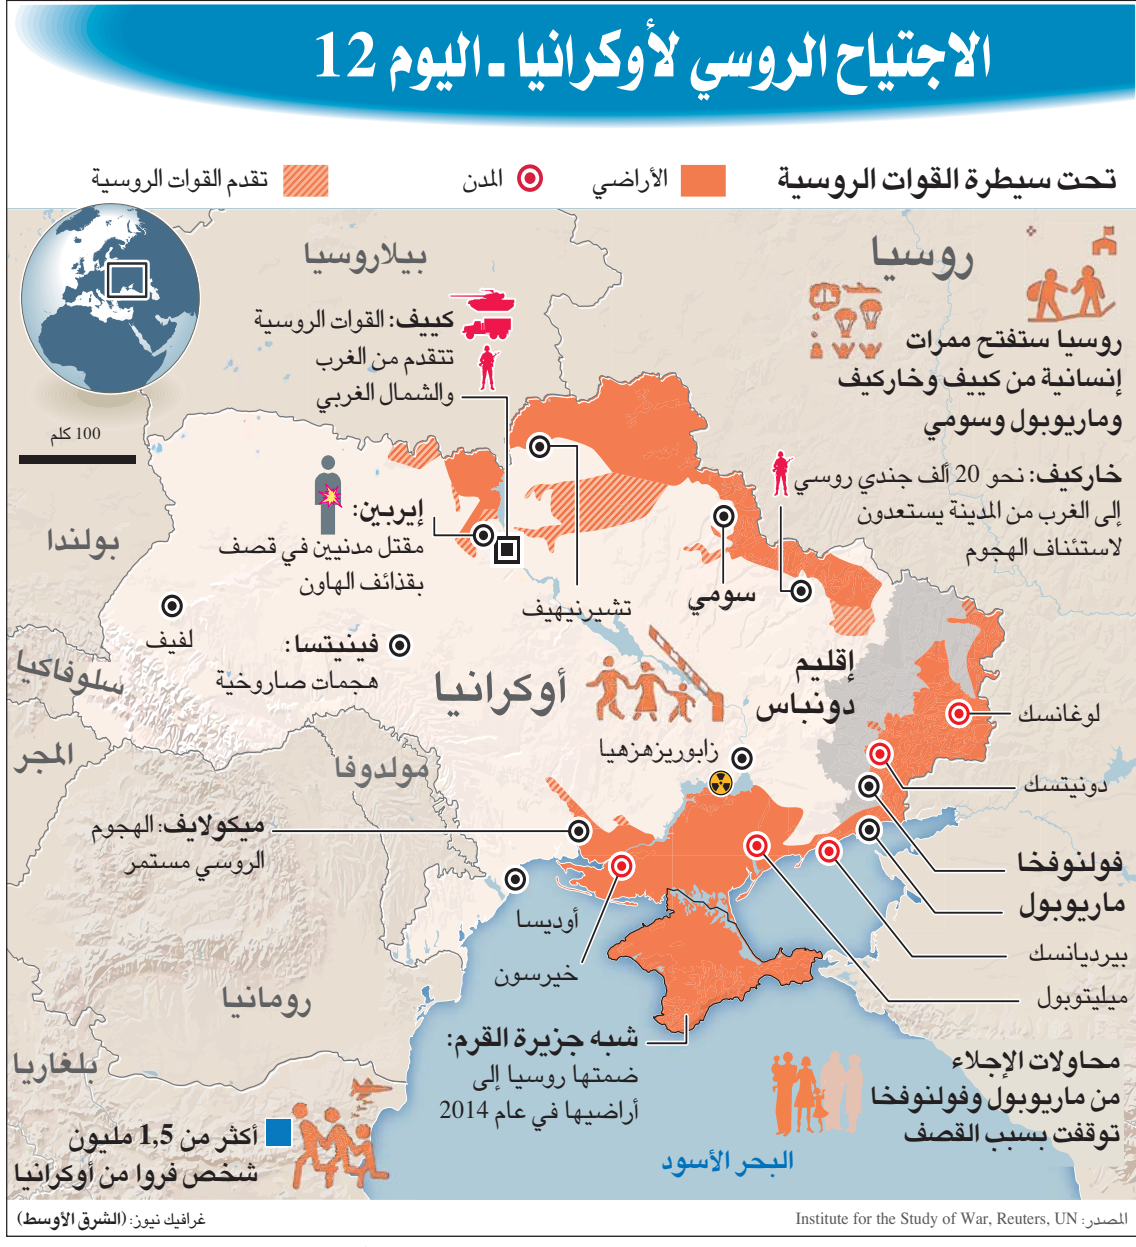 الاجتياح الروسي لأوكرانيا ـ اليوم 12
تحت سيطرة القوات الروسية
الأراضي
المدن
تقدم القوات الروسية
روسيا
بيلاروسيا
روسيا ستفتح ممرات
إنسانية من كييف وخاركيف
وماريوبول وسومي
كييف: القوات الروسية
تتقدم من الغرب
والشمال الغربي
100 كلم
خاركيف: نحو 20 ألف جندي روسي
إلى الغرب من المدينة يستعدون
لاستئناف الهجوم
إيربين:
مقتل مدنيين في قصف
بقذائف الهاون
بولندا
تشيرنيهيف
سومي
لفيف
فينيتسا:
هجمات صاروخية
سلوفاكيا
أوكرانيا
إقليم
دونباس
لوغانسك
زابوريزهزهيا
المجر
مولدوفا
دونيتسك
ميكولايف: الهجوم
الروسي مستمر
فولنوفخا
ماريوبول
أوديسا
بيرديانسك
خيرسون
ميليتوبول
رومانيا
شبه جزيرة القرم:
ضمتها روسيا إلى
أراضيها في عام 2014
بلغاريا
محاولات الإجلاء
من ماريوبول وفولنوفخا
توقفت بسبب القصف
أكثر من 1,5 مليون
شخص فروا من أوكرانيا
البحر الأسود
المصدر: Institute for the Study of War, Reuters, UN
غرافيك نيوز: (الشرق الأوسط)